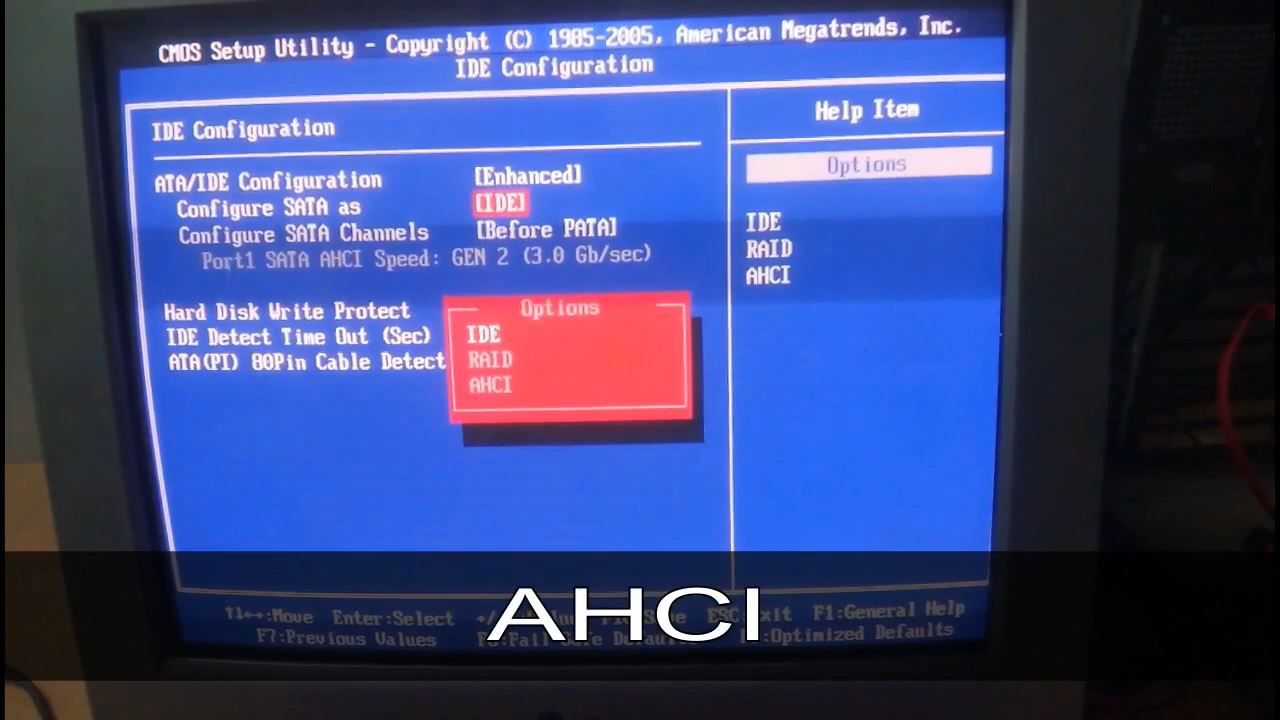 CMOS Setup Utility - Copyright (C) 1985-2005, American Megatrends, Inc.
IDE Configuration
IDE Configuration
ATA/IDE Configuration [Enhanced]
Configure SATA as [IDE]
Configure SATA Channels [Before PATA]
Port1 SATA AHCI Speed: GEN 2 (3.0 Gb/sec)
Hard Disk Write Protect
IDE Detect Time Out (Sec)
ATA(PI) 80Pin Cable Detect
Options
IDE
RAID
AHCI
Help Item
Options
IDE
RAID
AHCI
↑↓←→:Move Enter:Select ESC:Exit F1:General Help
F7:Previous Values :Optimized Defaults
AHCI